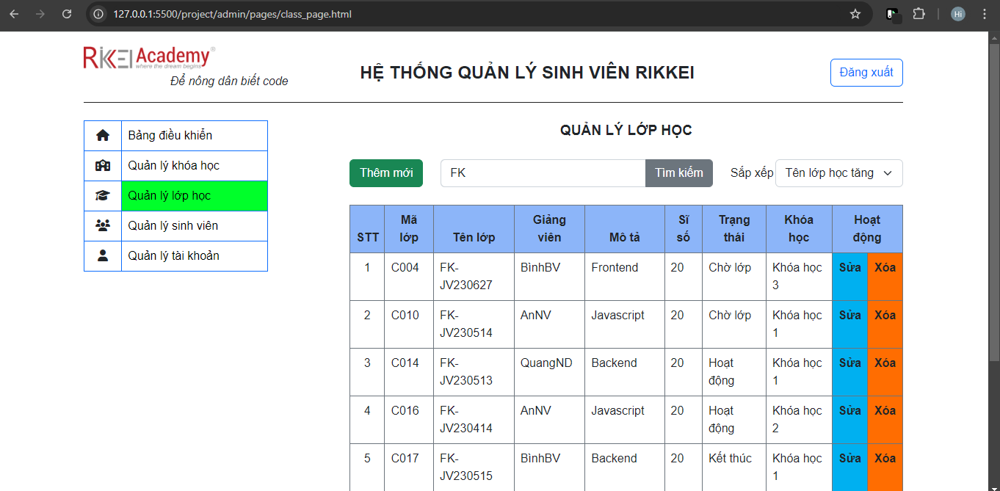 127.0.0.1:5500/project/admin/pages/class_page.html
Hi
RIKKEI Academy®
where the dream begins
Để nông dân biết code
HỆ THỐNG QUẢN LÝ SINH VIÊN RIKKEI
Đăng xuất
Bảng điều khiển
Quản lý khóa học
Quản lý lớp học
Quản lý sinh viên
Quản lý tài khoản
QUẢN LÝ LỚP HỌC
Thêm mới
FK
Tìm kiếm
Sắp xếp
Tên lớp học tăng
STT
Mã
lớp
Tên lớp
Giảng
viên
Mô tả
Sĩ
số
Trạng
thái
Khóa
học
Hoạt
động
1
C004
FK-
JV230627
BìnhBV
Frontend
20
Chờ lớp
Khóa học
3
Sửa
Xóa
2
C010
FK-
JV230514
AnNV
Javascript
20
Chờ lớp
Khóa học
1
Sửa
Xóa
3
C014
FK-
JV230513
QuangND
Backend
20
Hoạt
động
Khóa học
1
Sửa
Xóa
4
C016
FK-
JV230414
AnNV
Javascript
20
Hoạt
động
Khóa học
2
Sửa
Xóa
5
C017
FK-
JV230515
BìnhBV
Backend
20
Kết thúc
Khóa học
1
Sửa
Xóa